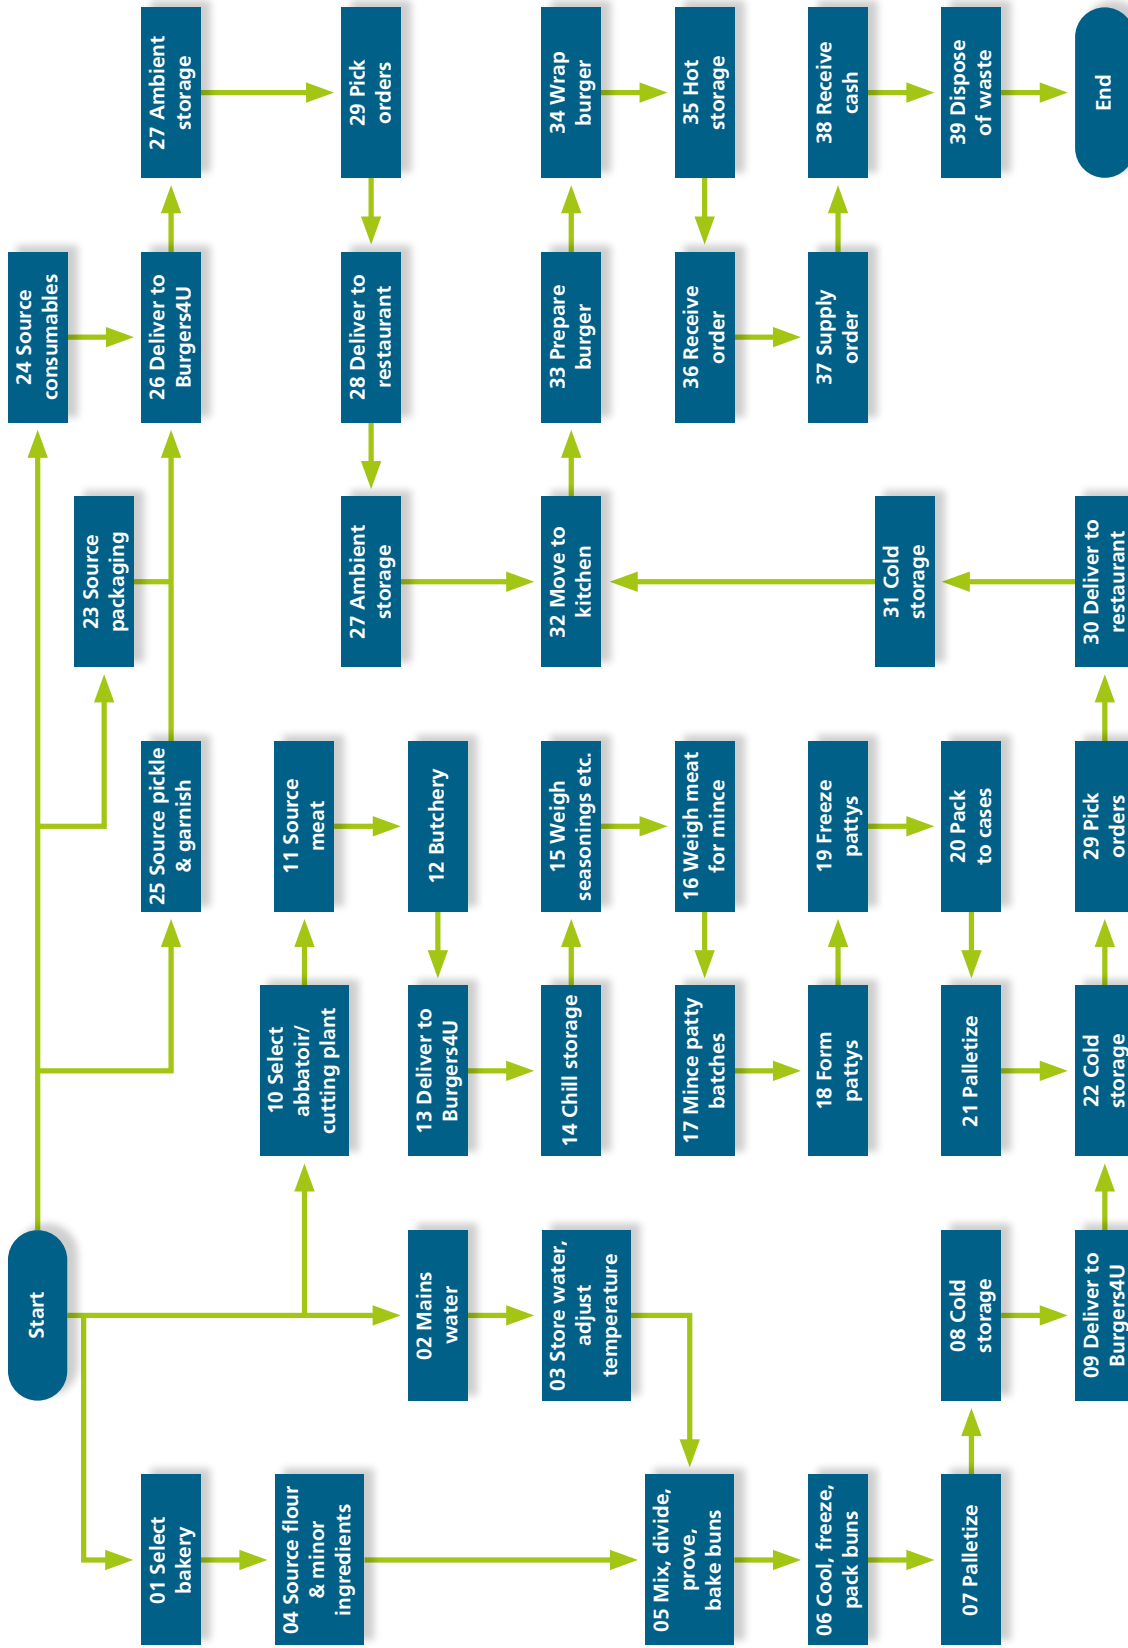 Start
01 Select
bakery
04 Source flour
& minor
ingredients
05 Mix, divide,
prove,
bake buns
06 Cool, freeze,
pack buns
07 Palletize
02 Mains
water
03 Store water,
adjust
temperature
08 Cold
storage
09 Deliver to
Burgers4U
10 Select
abbatoir/
cutting plant
13 Deliver to
Burgers4U
14 Chill storage
17 Mince patty
batches
18 Form
pattys
21 Palletize
22 Cold
storage
25 Source pickle
& garnish
11 Source
meat
12 Butchery
15 Weigh
seasonings etc.
16 Weigh meat
for mince
19 Freeze
pattys
20 Pack
to cases
29 Pick
orders
23 Source
packaging
27 Ambient
storage
32 Move to
kitchen
31 Cold
storage
30 Deliver to
restaurant
24 Source
consumables
26 Deliver to
Burgers4U
28 Deliver to
restaurant
33 Prepare
burger
36 Receive
order
37 Supply
order
27 Ambient
storage
29 Pick
orders
34 Wrap
burger
35 Hot
storage
38 Receive
cash
39 Dispose
of waste
End